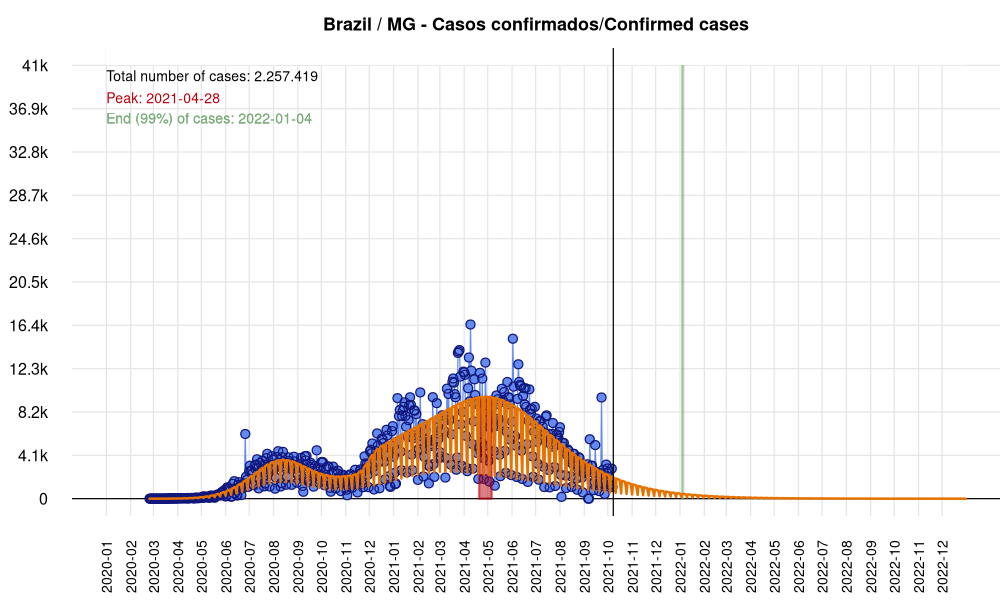 Brazil / MG - Casos confirmados/Confirmed cases
Total number of cases: 2.257.419
Peak: 2021-04-28
End (99%) of cases: 2022-01-04
41k
36.9k
32.8k
28.7k
24.6k
20.5k
16.4k
12.3k
8.2k
4.1k
0
2020-01
2020-02
2020-03
2020-04
2020-05
2020-06
2020-07
2020-08
2020-09
2020-10
2020-11
2020-12
2021-01
2021-02
2021-03
2021-04
2021-05
2021-06
2021-07
2021-08
2021-09
2021-10
2021-11
2021-12
2022-01
2022-02
2022-03
2022-04
2022-05
2022-06
2022-07
2022-08
2022-09
2022-10
2022-11
2022-12